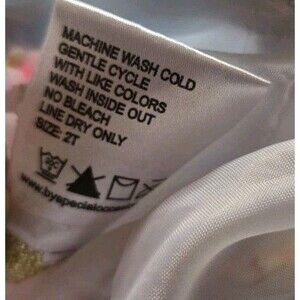 MACHINE WASH COLD
GENTLE CYCLE
WITH LIKE COLORS
WASH INSIDE OUT
NO BLEACH
LINE DRY ONLY
SIZE: 2T